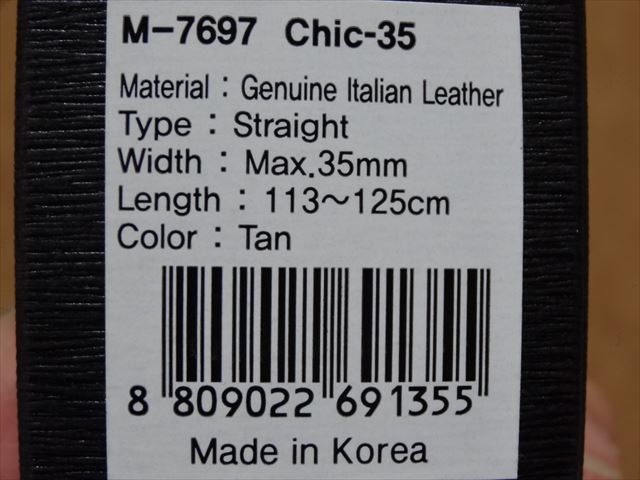 M-7697 Chic-35
Material : Genuine Italian Leather
Type : Straight
Width : Max.35mm
Length : 113~125cm
Color : Tan
8 809022 691355
Made in Korea